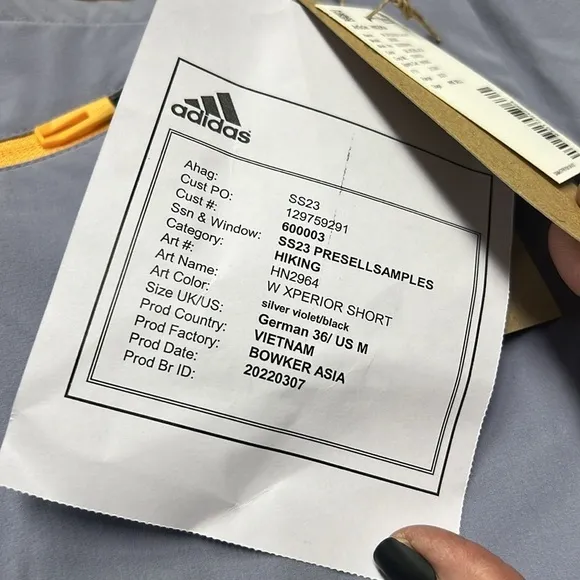 adidas
Ahag: SS23
Cust PO: 129759291
Cust #: 600003
Ssn & Window: SS23 PRESELLSAMPLES
Category: HIKING
Art #: HN2964
Art Name: W XPERIOR SHORT
Art Color: silver violet/black
Size UK/US: German 36/ US M
Prod Country: VIETNAM
Prod Factory: BOWKER ASIA
Prod Date: 20220307
Prod Br ID: